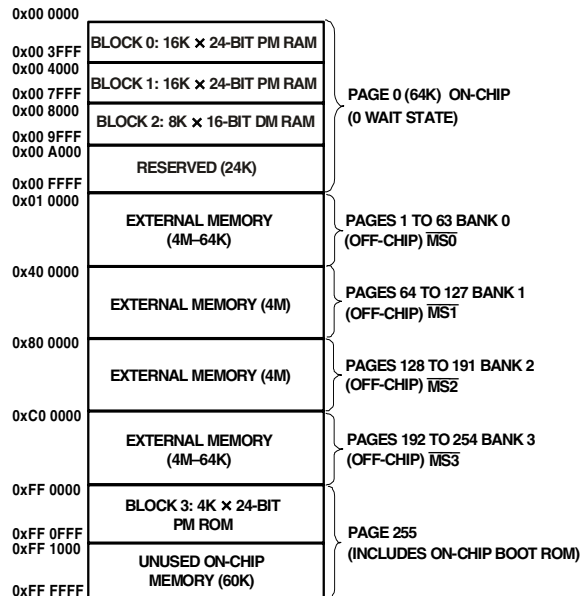 0x00 0000
BLOCK 0: 16K × 24-BIT PM RAM
0x00 3FFF
0x00 4000
BLOCK 1: 16K × 24-BIT PM RAM
0x00 7FFF
0x00 8000
BLOCK 2: 8K × 16-BIT DM RAM
0x00 9FFF
0x00 A000
RESERVED (24K)
0x00 FFFF
PAGE 0 (64K) ON-CHIP
(0 WAIT STATE)
0x01 0000
EXTERNAL MEMORY
(4M–64K)
PAGES 1 TO 63 BANK 0
(OFF-CHIP) MS0
0x40 0000
EXTERNAL MEMORY (4M)
PAGES 64 TO 127 BANK 1
(OFF-CHIP) MS1
0x80 0000
EXTERNAL MEMORY (4M)
PAGES 128 TO 191 BANK 2
(OFF-CHIP) MS2
0xC0 0000
EXTERNAL MEMORY
(4M–64K)
PAGES 192 TO 254 BANK 3
(OFF-CHIP) MS3
0xFF 0000
BLOCK 3: 4K × 24-BIT
PM ROM
0xFF 0FFF
0xFF 1000
UNUSED ON-CHIP
MEMORY (60K)
0xFF FFFF
PAGE 255
(INCLUDES ON-CHIP BOOT ROM)